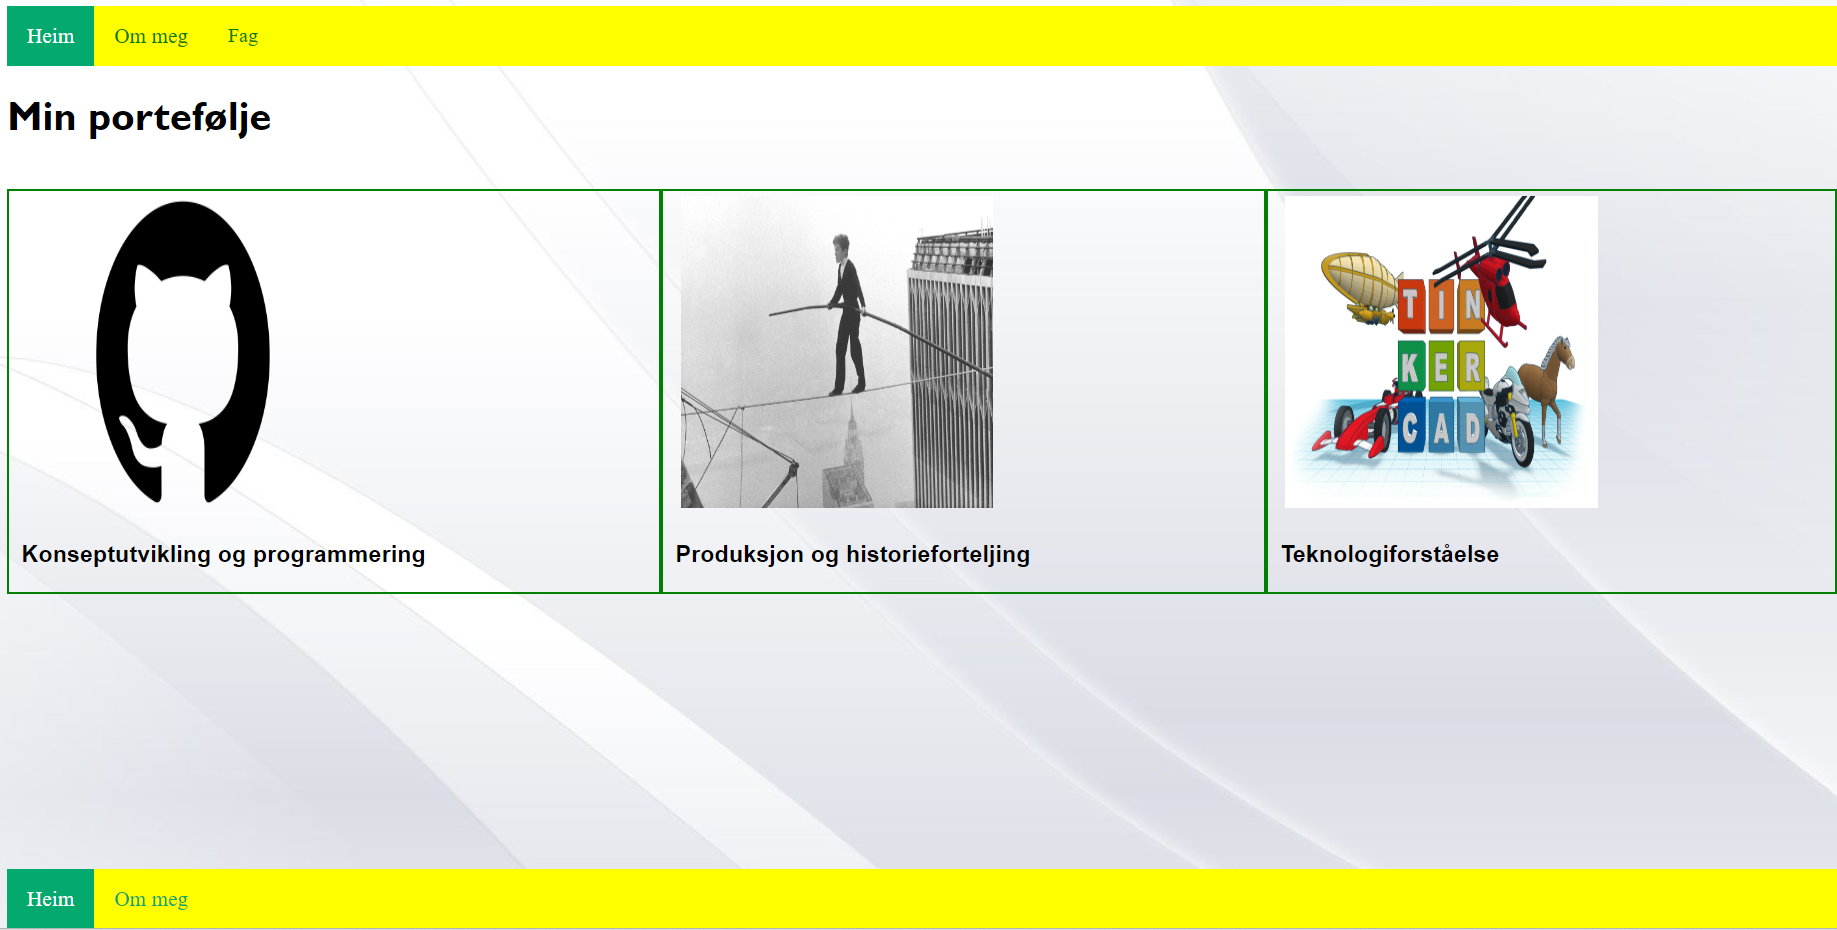 Heim Om meg Fag
Min portefølje
TIN
KER
CAD
Konseptutvikling og programmering
Produksjon og historieforteljing
Teknologiforståelse
Heim Om meg